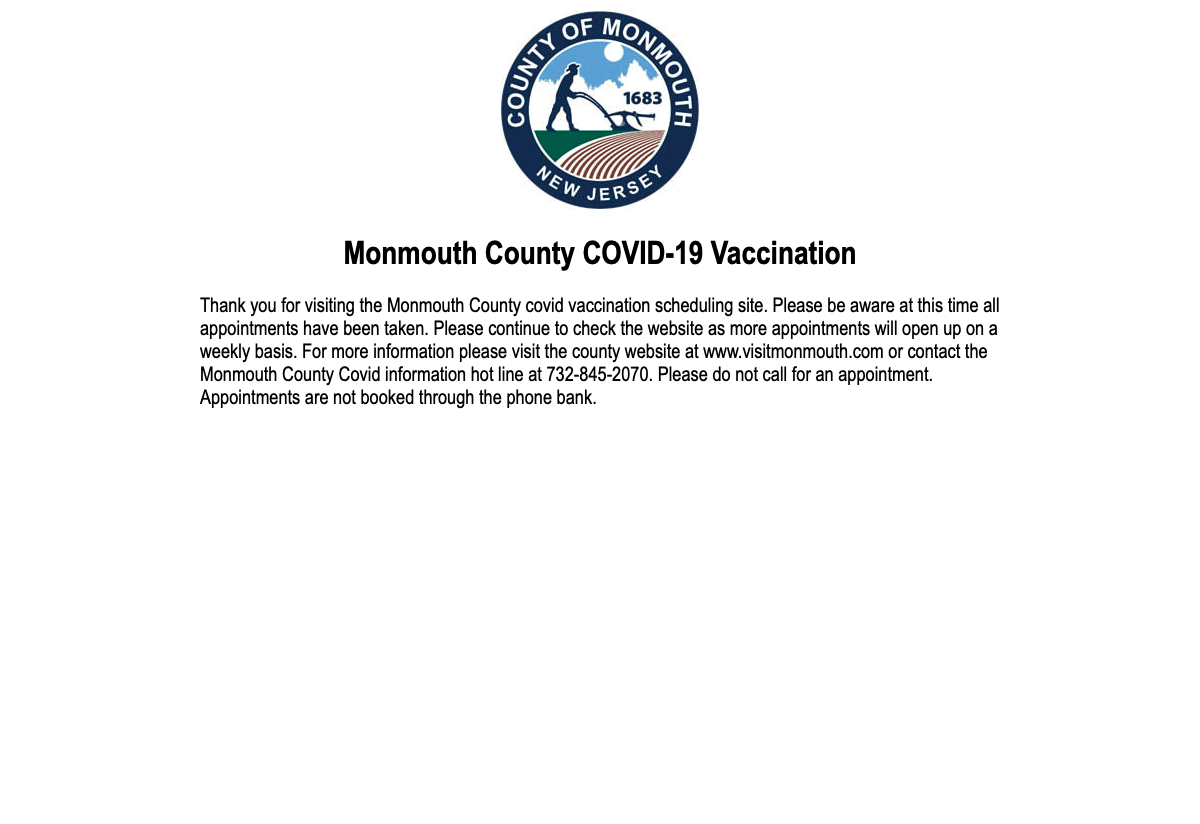 COUNTY OF MONMOUTH
1683
NEW JERSEY
Monmouth County COVID-19 Vaccination
Thank you for visiting the Monmouth County covid vaccination scheduling site. Please be aware at this time all
appointments have been taken. Please continue to check the website as more appointments will open up on a
weekly basis. For more information please visit the county website at www.visitmonmouth.com or contact the
Monmouth County Covid information hot line at 732-845-2070. Please do not call for an appointment.
Appointments are not booked through the phone bank.